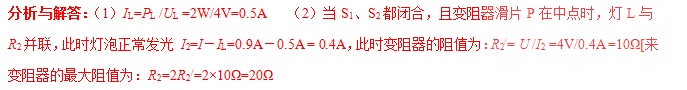 分析与解答:（1）IL=PL /UL =2W/4V=0.5A （2）当 S1、S2都闭合，且变阻器滑片 P 在中点时，灯 L 与
R2并联，此时灯泡正常发光 I2=I－IL=0.9A－0.5A= 0.4A，此时变阻器的阻值为:R2/= U /I2 =4V/0.4A =10Ω[来
变阻器的最大阻值为: R2=2R2/=2×10Ω=20Ω